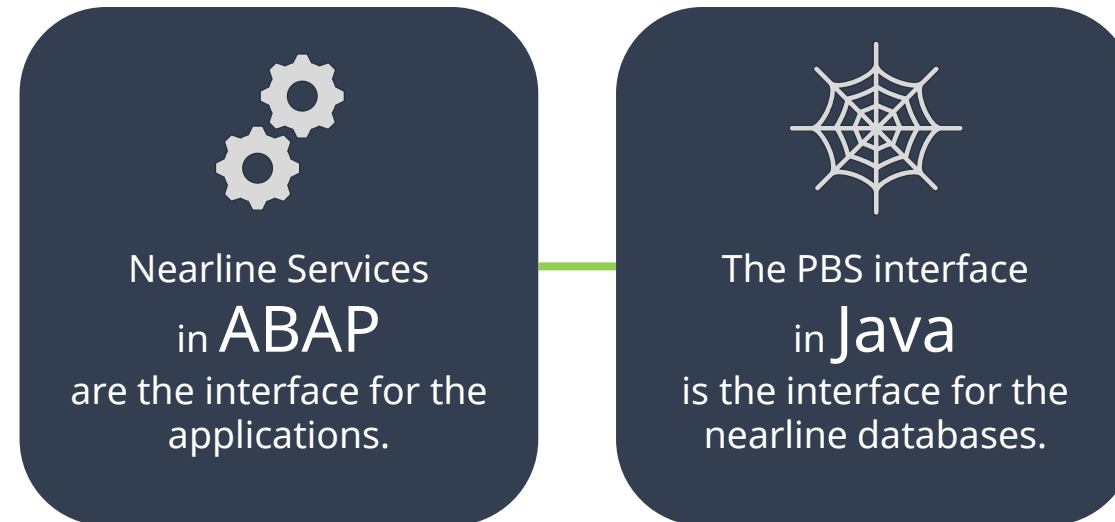 Nearline Services
in ABAP
are the interface for the
applications.
The PBS interface
in Java
is the interface for the
nearline databases.